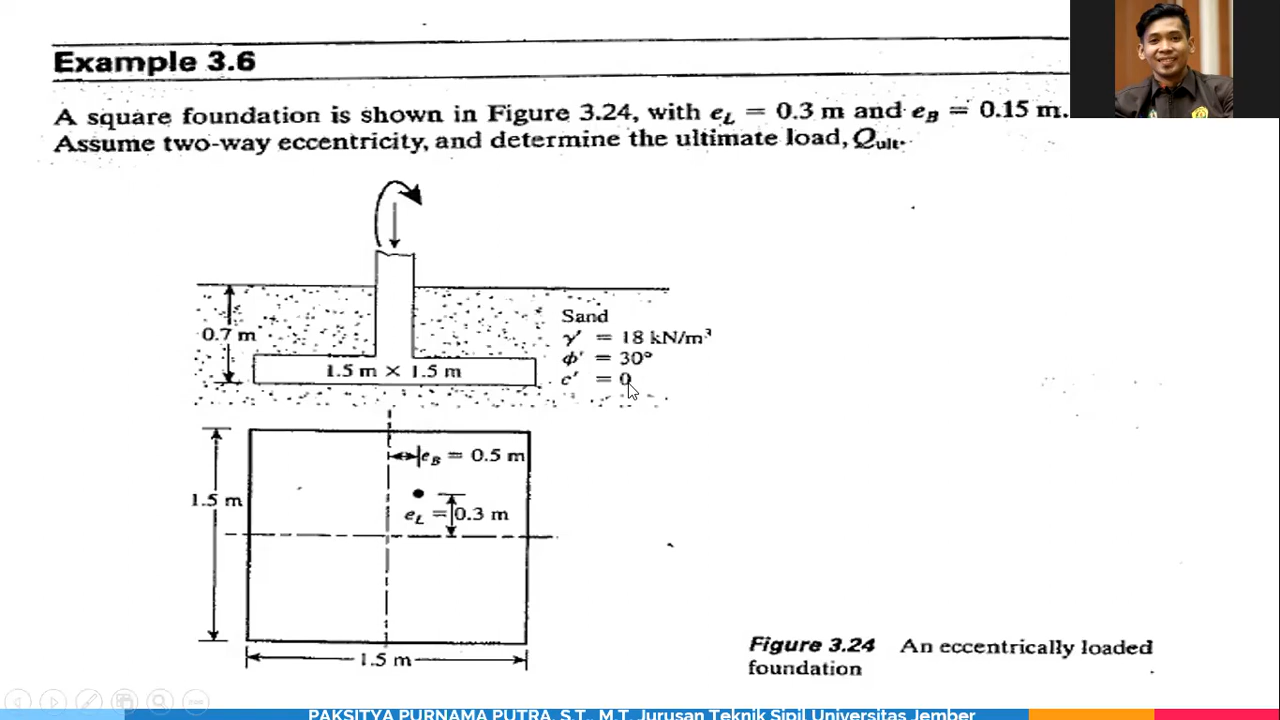 Example 3.6
A square foundation is shown in Figure 3.24, with e_L = 0.3 m and e_B = 0.15 m.
Assume two-way eccentricity, and determine the ultimate load, Q_ult.
0.7 m
1.5 m × 1.5 m
Sand
γ = 18 kN/m³
ϕ' = 30°
c' = 0
e_B = 0.5 m
1.5 m
e_L = 0.3 m
1.5 m
Figure 3.24 An eccentrically loaded
foundation
PAKSITYA PURNAMA PUTRA, S.T., M.T. Jurusan Teknik Sipil Universitas Jember